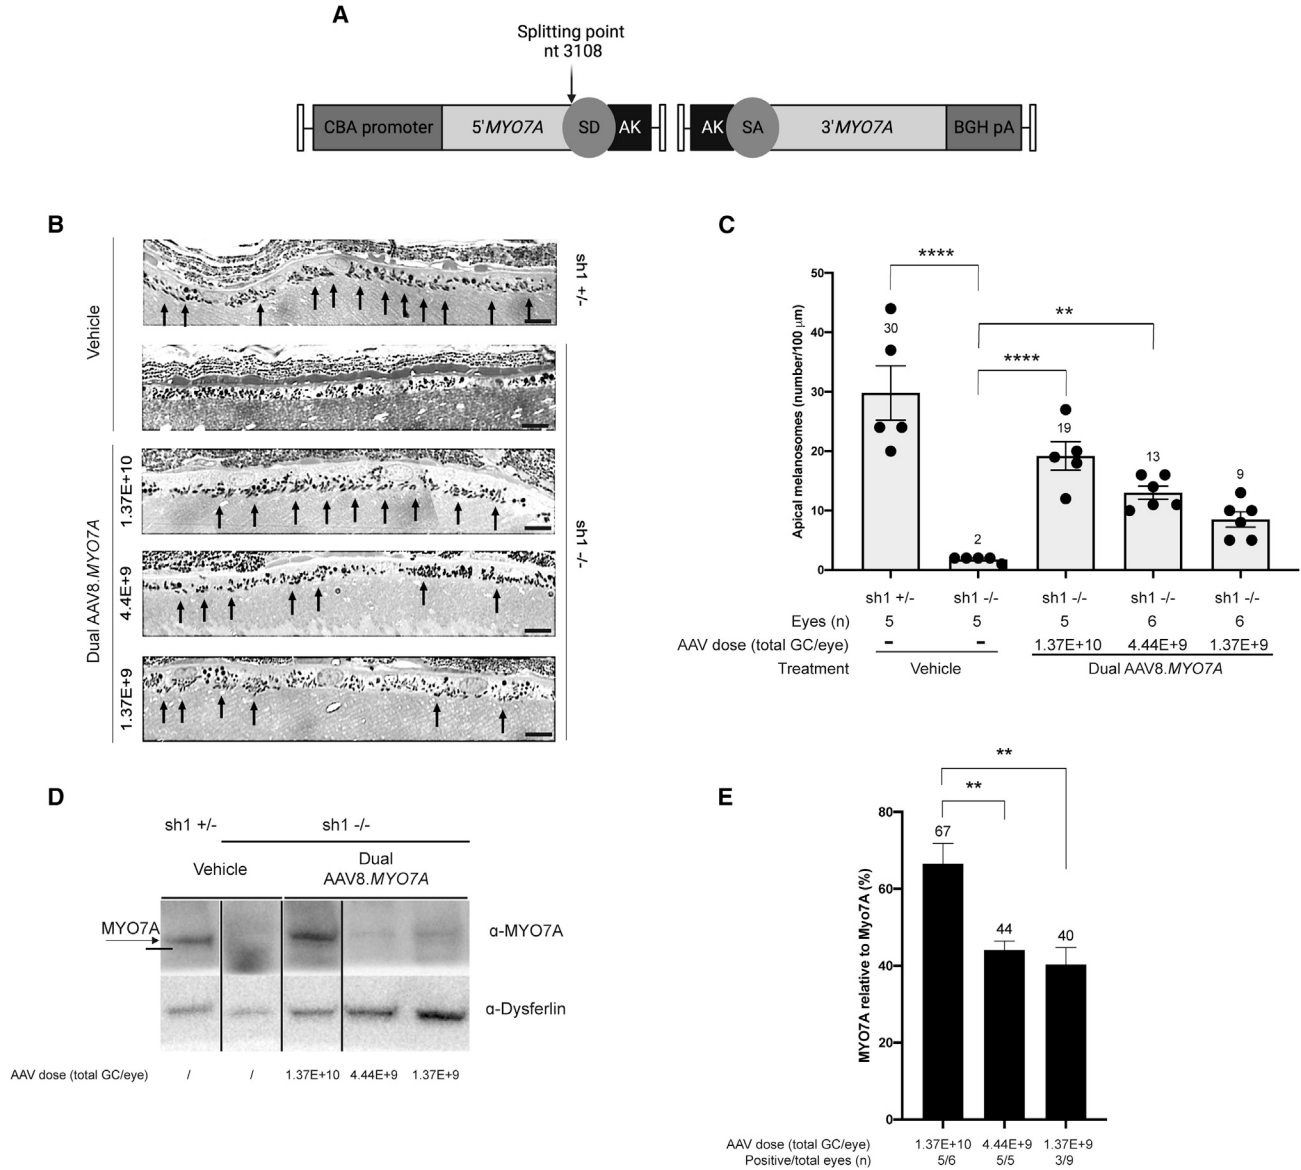 A
Splitting point
nt 3108
CBA promoter 5'MYO7A SD AK AK SA 3'MYO7A BGH pA
B
Vehicle
Dual AAV8.MYO7A
1.37E+10
4.4E+9
1.37E+9
sh1 +/-
sh1 -/-
C
****
**
****
Apical melanosomes (number/100 μm)
50
40
30
20
10
0
30
2
19
13
9
sh1 +/- sh1 -/- sh1 -/- sh1 -/- sh1 -/-
Eyes (n) 5 5 5 6 6
AAV dose (total GC/eye) - - 1.37E+10 4.44E+9 1.37E+9
Treatment Vehicle Dual AAV8.MYO7A
D
sh1 +/- sh1 -/-
Vehicle Dual
AAV8.MYO7A
MYO7A
α-MYO7A
α-Dysferlin
AAV dose (total GC/eye) / / 1.37E+10 4.44E+9 1.37E+9
E
**
**
MYO7A relative to Myo7A (%)
80
60
40
20
0
67
44
40
AAV dose (total GC/eye) 1.37E+10 4.44E+9 1.37E+9
Positive/total eyes (n) 5/6 5/5 3/9